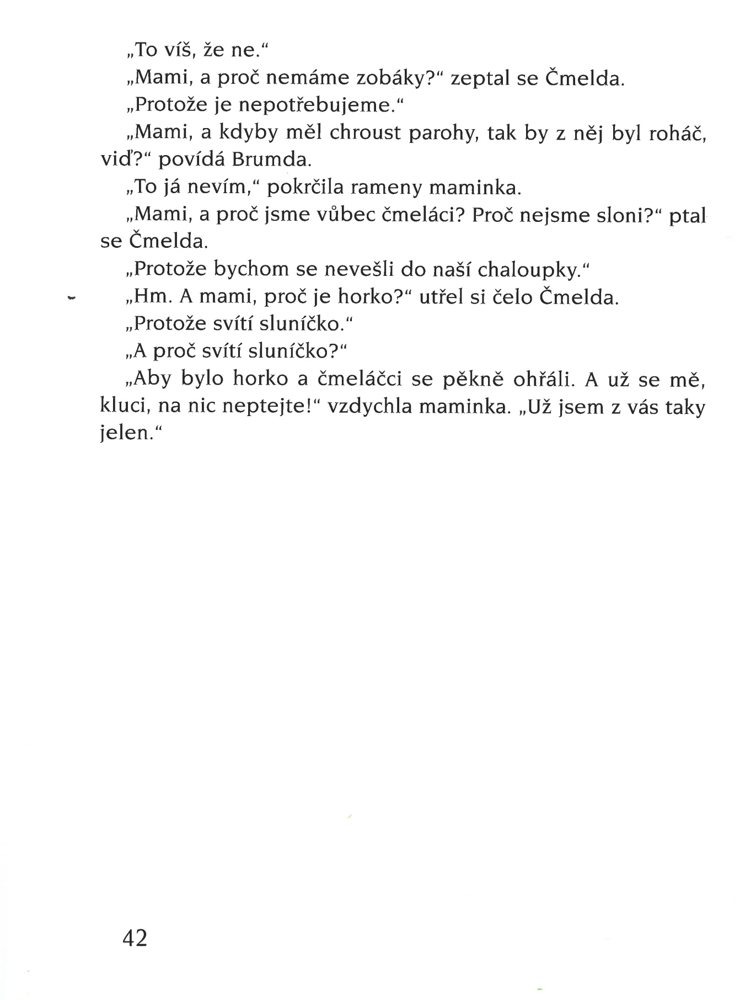 „To víš, že ne.“
„Mami, a proč nemáme zobáky?“ zeptal se Čmelda.
„Protože je nepotřebujeme.“
„Mami, a kdyby měl chroust parohy, tak by z něj byl roháč,
viď?“ povídá Brumda.
„To já nevím,“ pokrčila rameny maminka.
„Mami, a proč jsme vůbec čmeláci? Proč nejsme sloni?“ ptal
se Čmelda.
„Protože bychom se nevešli do naší chaloupky.“
„Hm. A mami, proč je horko?“ utřel si čelo Čmelda.
„Protože svítí sluníčko.“
„A proč svítí sluníčko?“
„Aby bylo horko a čmeláčci se pěkně ohřáli. A už se mě,
kluci, na nic neptejte!“ vzdychla maminka. „Už jsem z vás taky
jelen.“
42